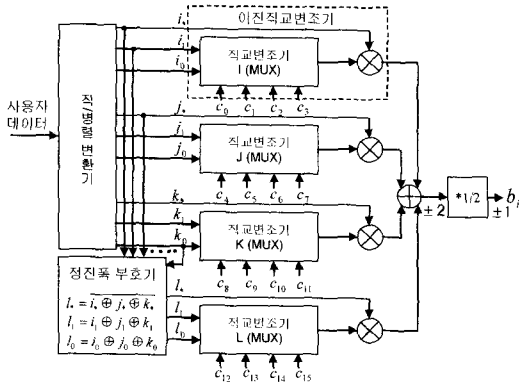 이진직교변조기
사용자
데이터
직/병렬 변환기
i*
i₁
i₀
직교변조기
I (MUX)
c₀ c₁ c₂ c₃
j*
j₁
j₀
직교변조기
J (MUX)
c₄ c₅ c₆ c₇
k*
k₁
k₀
직교변조기
K (MUX)
c₈ c₉ c₁₀ c₁₁
± 2
*1/2
±1
정진폭 부호기
l* = \overline{i* ⊕ j* ⊕ k*}
l₁ = i₁ ⊕ j₁ ⊕ k₁
l₀ = i₀ ⊕ j₀ ⊕ k₀
l*
l₁
l₀
직교변조기
L (MUX)
c₁₂ c₁₃ c₁₄ c₁₅